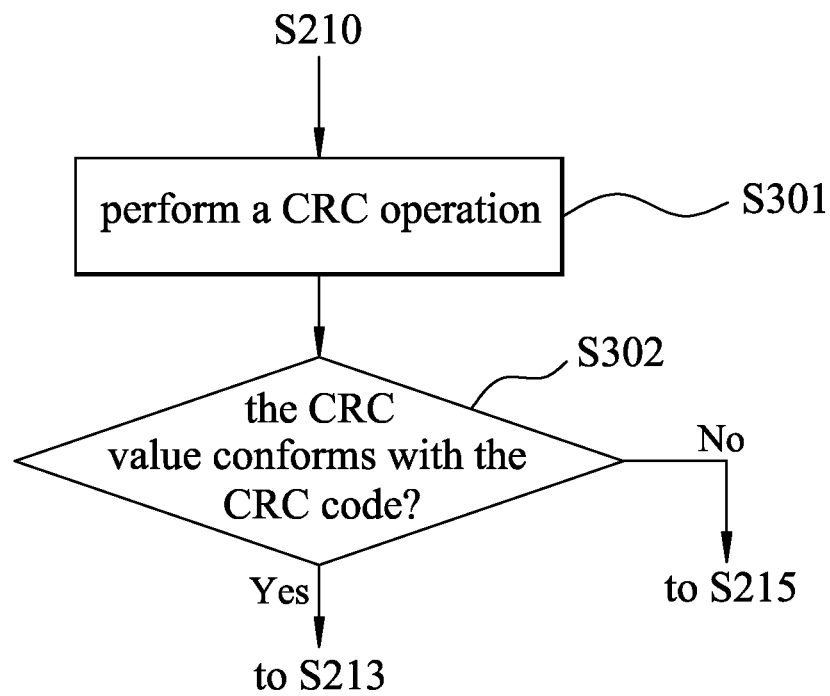 S210
perform a CRC operation
S301
S302
the CRC
value conforms with the
CRC code?
No
Yes
to S215
to S213